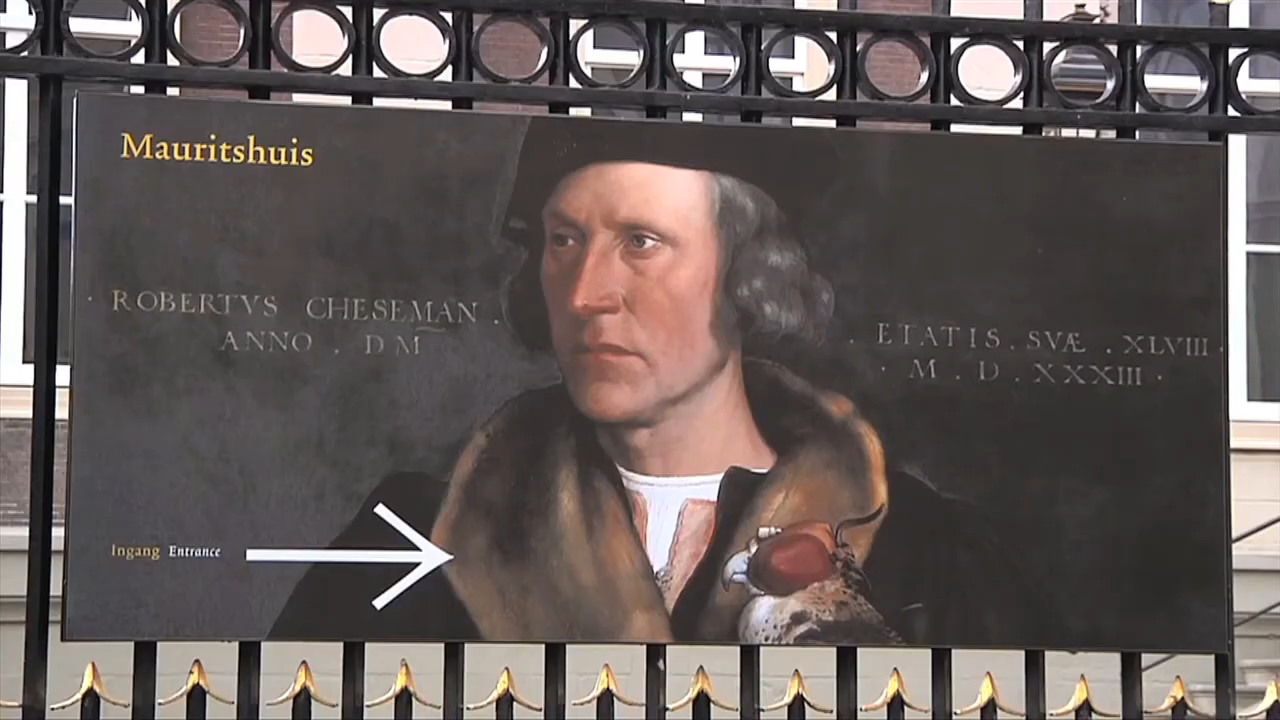 Mauritshuis
ROBERTVS CHESEMAN .
ANNO . DM
. ETATIS . SVÆ . XLVIII .
. M . D . XXXIII .
Ingang Entrance